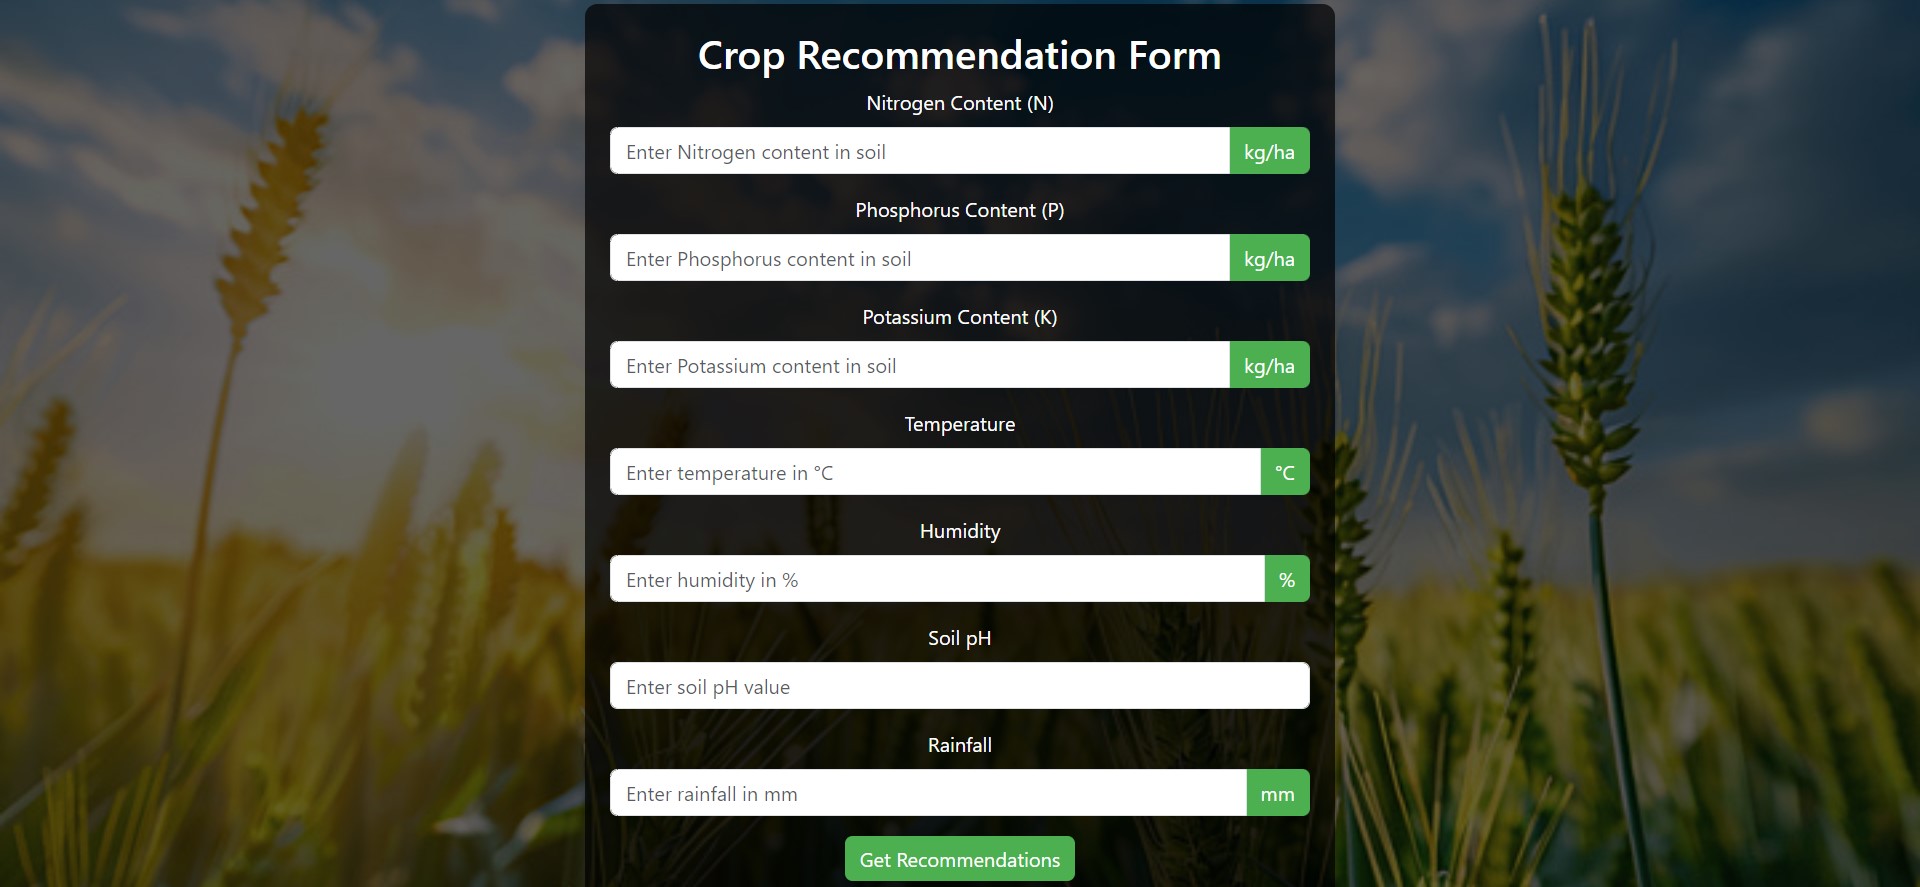 Crop Recommendation Form
Nitrogen Content (N)
Enter Nitrogen content in soil kg/ha
Phosphorus Content (P)
Enter Phosphorus content in soil kg/ha
Potassium Content (K)
Enter Potassium content in soil kg/ha
Temperature
Enter temperature in °C °C
Humidity
Enter humidity in % %
Soil pH
Enter soil pH value
Rainfall
Enter rainfall in mm mm
Get Recommendations